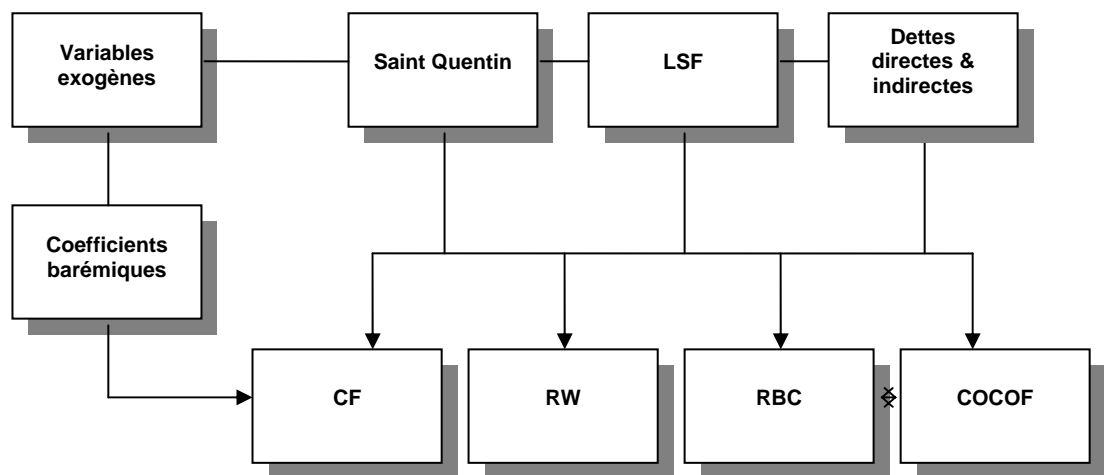 Variables
exogènes
Saint Quentin
LSF
Dettes
directes &
indirectes
Coefficients
barémiques
CF
RW
RBC
COCOF